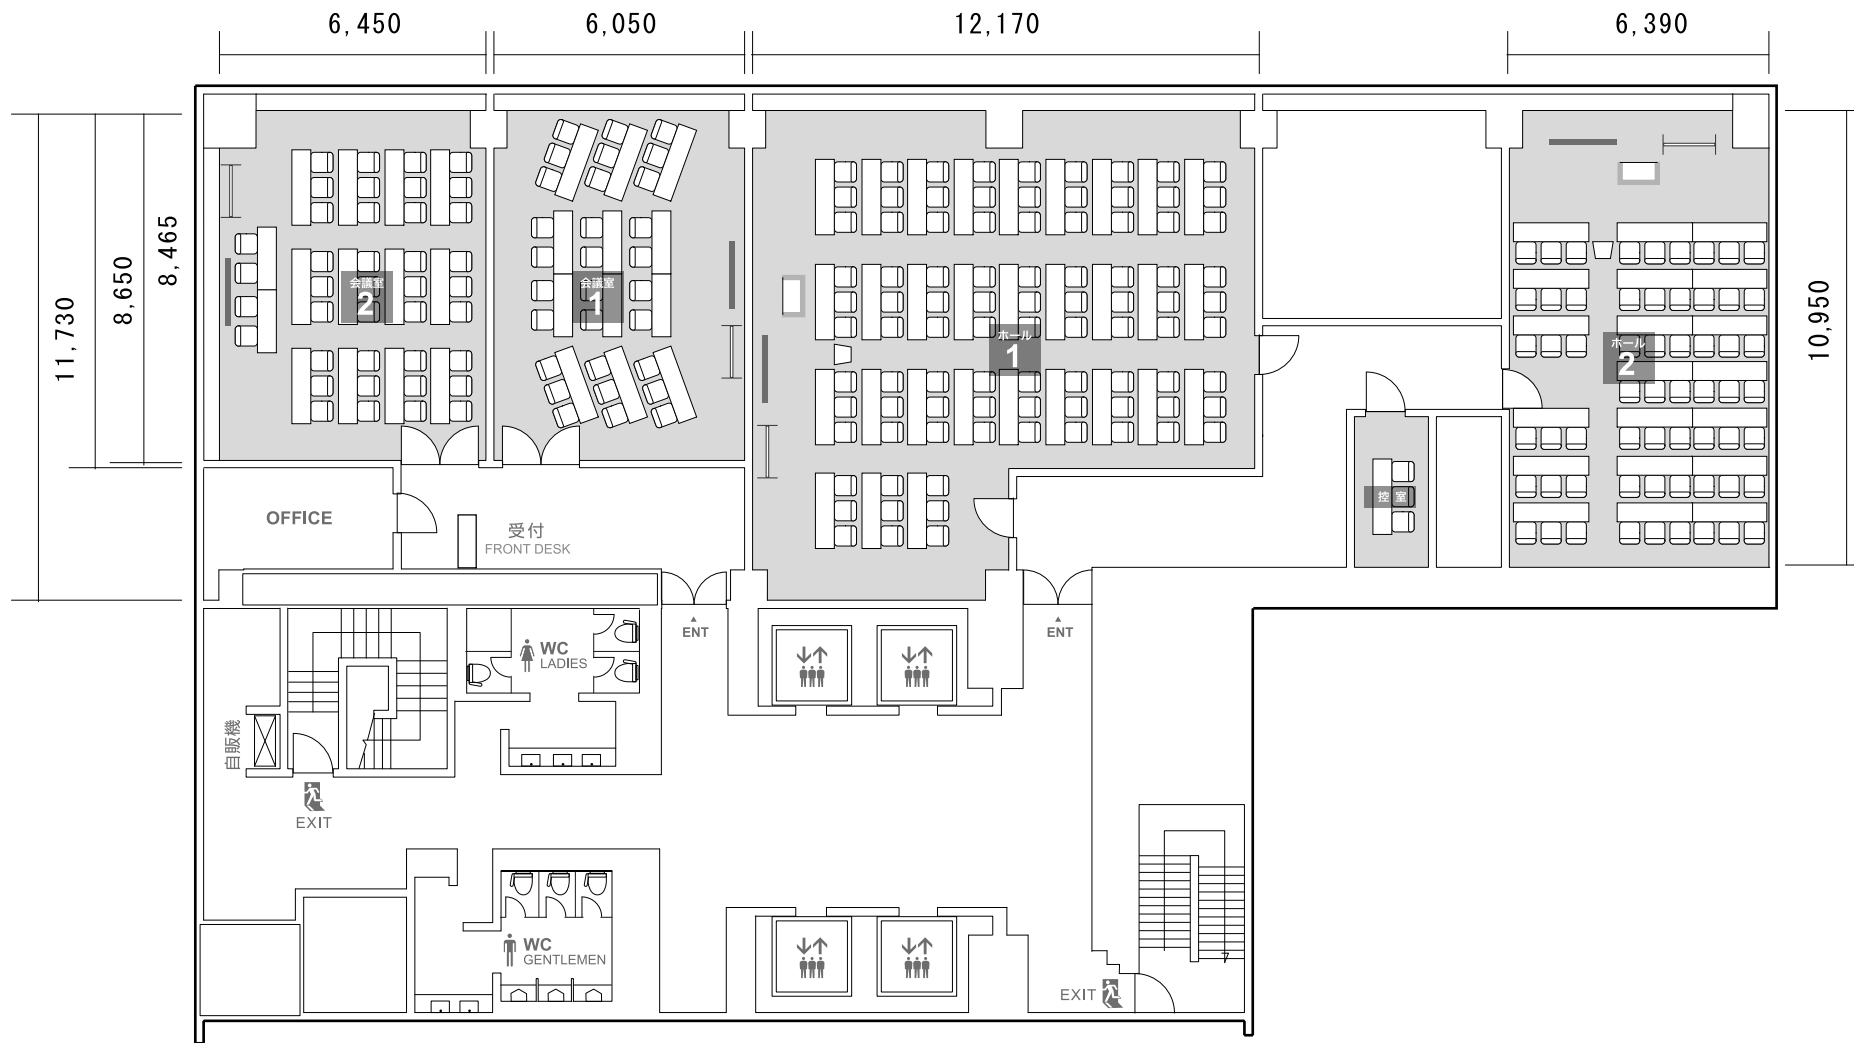 6,450
6,050
12,170
6,390
11,730
8,650
8,465
10,950
会議室
2
会議室
1
ホール
1
ホール
2
控室
OFFICE
受付
FRONT DESK
ENT
ENT
WC
LADIES
自販機
EXIT
WC
GENTLEMEN
EXIT